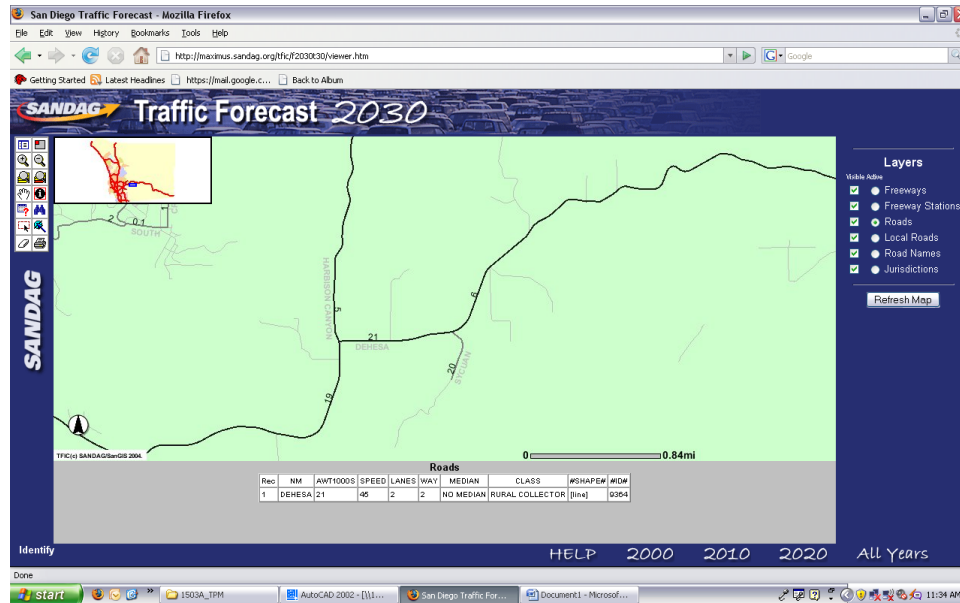 San Diego Traffic Forecast - Mozilla Firefox
File Edit View History Bookmarks Tools Help
http://maximus.sandag.org/tfic/f2030t30/viewer.htm
Google
Getting Started Latest Headlines https://mail.google.c... Back to Album
SANDAG Traffic Forecast 2030
Layers
Visible Active
Freeways
Freeway Stations
Roads
Local Roads
Road Names
Jurisdictions
Refresh Map
SANDAG
2 0.1 1
SOUTH
HARBISON CANYON
5
9
21
DEHESA
20
SYCUAN
19
TFIC(c) SANDAG/SanGIS 2004.
0 0.84mi
Roads
Rec NM AWT1000S SPEED LANES WAY MEDIAN CLASS #SHAPE# #ID#
1 DEHESA 21 45 2 2 NO MEDIAN RURAL COLLECTOR [line] 9364
Identify
HELP 2000 2010 2020 All Years
Done
start 1503A_TPM AutoCAD 2002 - [\\1... San Diego Traffic For... Document1 - Microsof... 11:34 AM